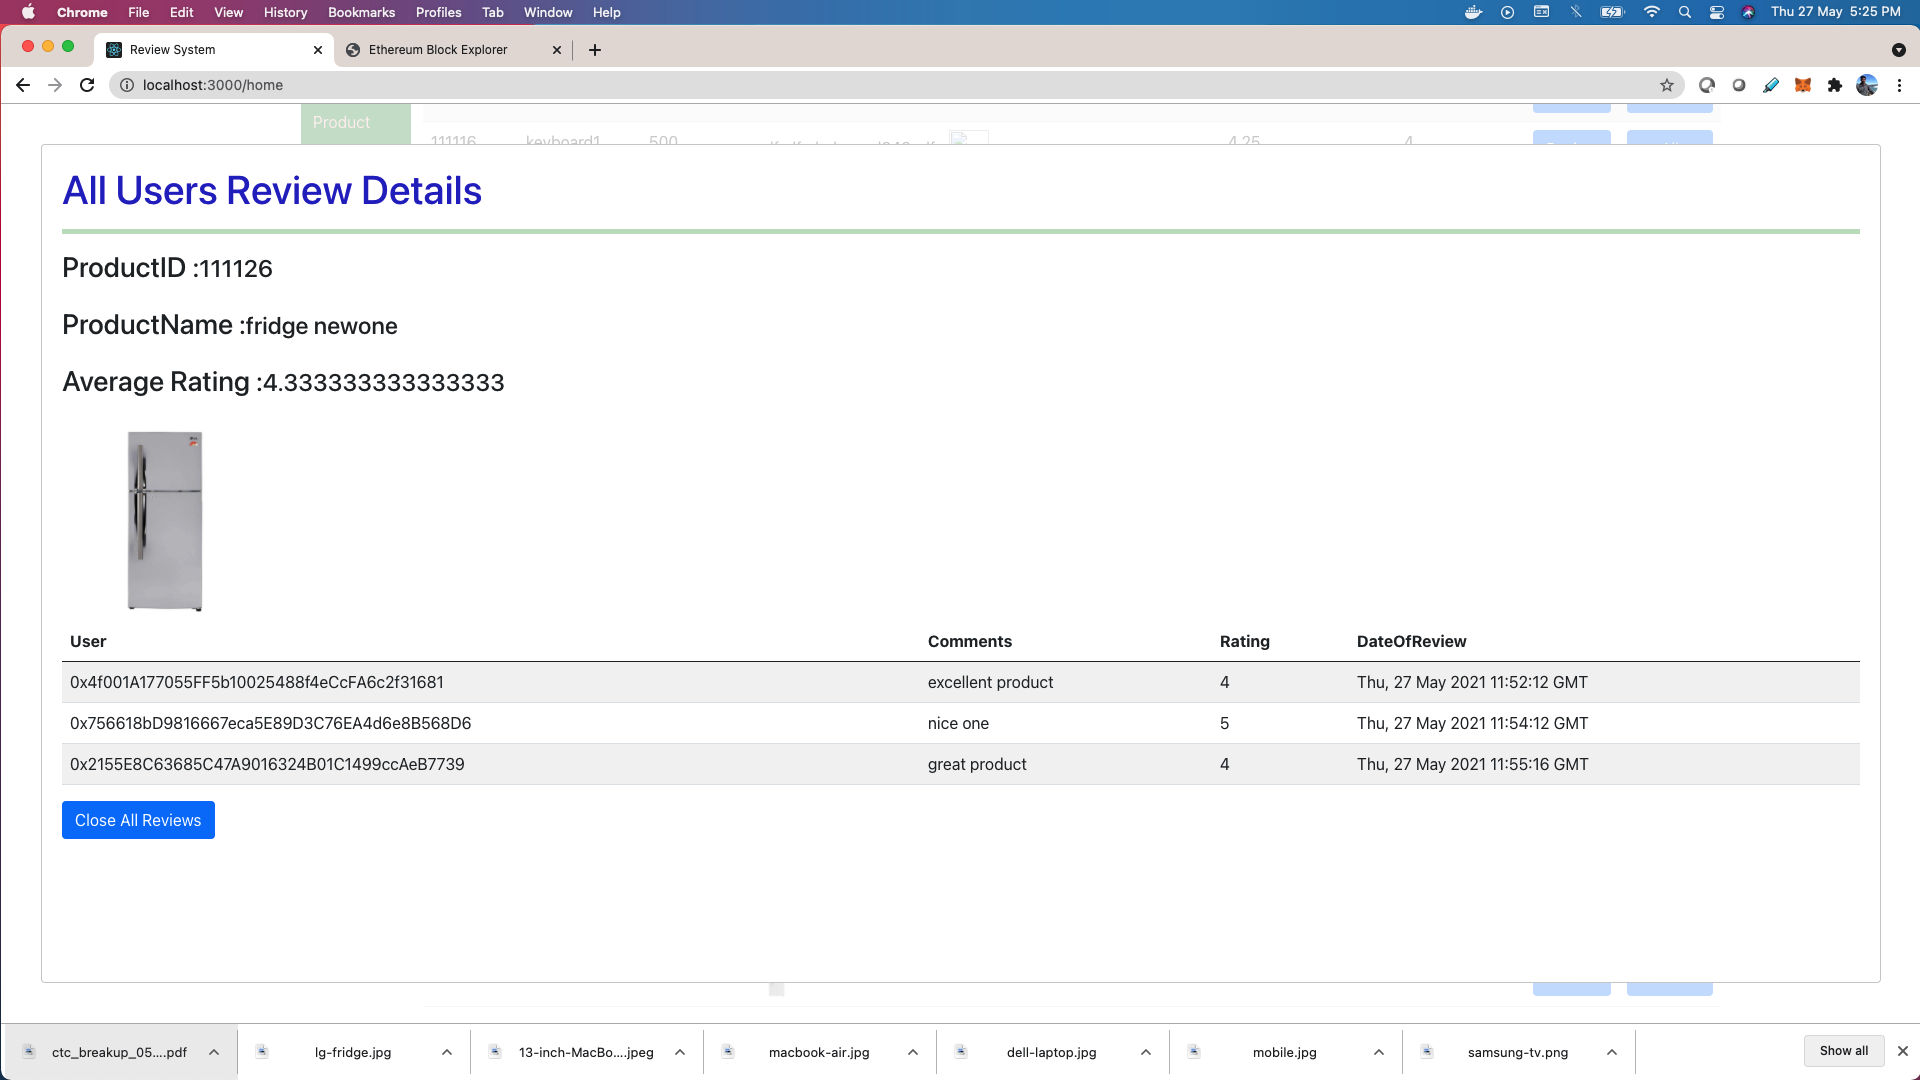 Chrome File Edit View History Bookmarks Profiles Tab Window Help Thu 27 May 5:25 PM
Review System Ethereum Block Explorer
localhost:3000/home
Product
111116 keyboard1 500 4.25 4
All Users Review Details
ProductID :111126
ProductName :fridge newone
Average Rating :4.333333333333333
User Comments Rating DateOfReview
0x4f001A177055FF5b10025488f4eCcFA6c2f31681 excellent product 4 Thu, 27 May 2021 11:52:12 GMT
0x756618bD9816667eca5E89D3C76EA4d6e8B568D6 nice one 5 Thu, 27 May 2021 11:54:12 GMT
0x2155E8C63685C47A9016324B01C1499ccAeB7739 great product 4 Thu, 27 May 2021 11:55:16 GMT
Close All Reviews
ctc_breakup_05....pdf lg-fridge.jpg 13-inch-MacBo....jpeg macbook-air.jpg dell-laptop.jpg mobile.jpg samsung-tv.png Show all